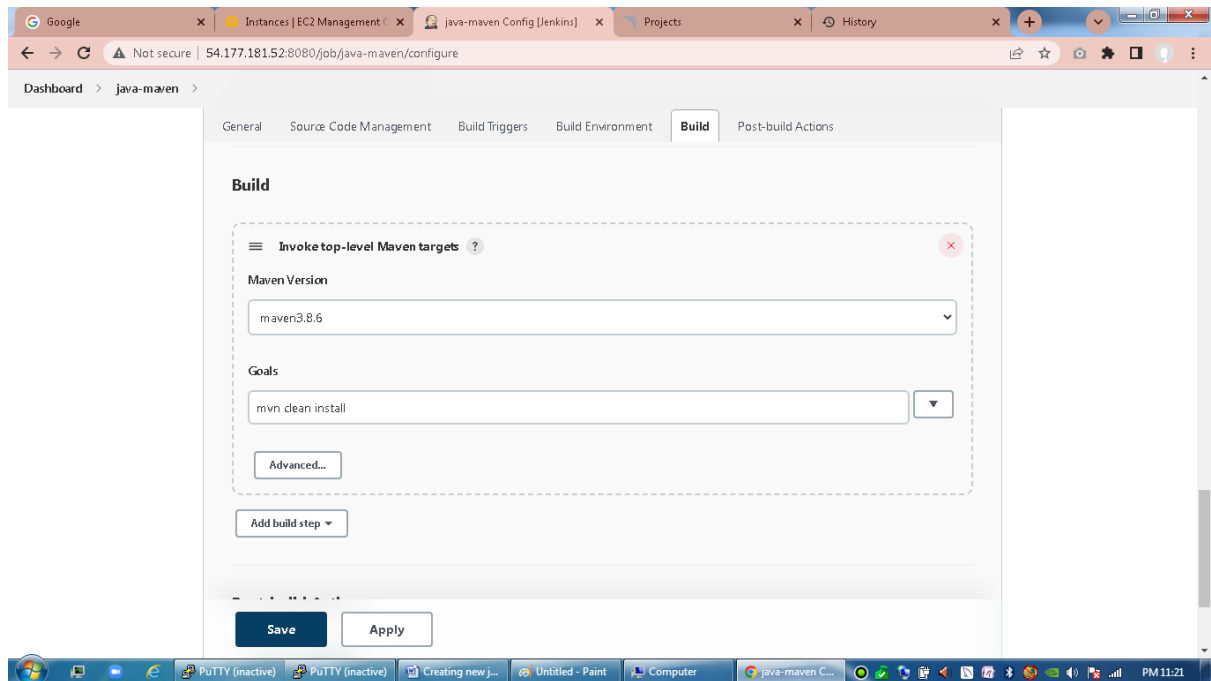 Google
Instances | EC2 Management C
java-maven Config [Jenkins]
Projects
History
Not secure | 54.177.181.52:8080/job/java-maven/configure
Dashboard > java-maven >
General Source Code Management Build Triggers Build Environment Build Post-build Actions
Build
Invoke top-level Maven targets ?
Maven Version
maven3.8.6
Goals
mvn clean install
Advanced...
Add build step
Save Apply
PuTTY (inactive) PuTTY (inactive) Creating new j... Untitled - Paint Computer java-maven C... PM 11:21